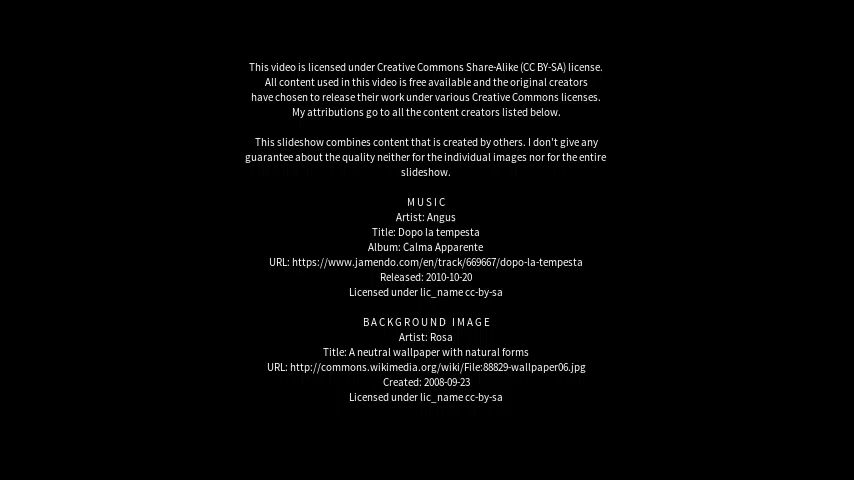 This video is licensed under Creative Commons Share-Alike (CC BY-SA) license.
All content used in this video is free available and the original creators
have chosen to release their work under various Creative Commons licenses.
My attributions go to all the content creators listed below.
This slideshow combines content that is created by others. I don't give any
guarantee about the quality neither for the individual images nor for the entire
slideshow.
MUSIC
Artist: Angus
Title: Dopo la tempesta
Album: Calma Apparente
URL: https://www.jamendo.com/en/track/669667/dopo-la-tempesta
Released: 2010-10-20
Licensed under lic_name cc-by-sa
BACKGROUND IMAGE
Artist: Rosa
Title: A neutral wallpaper with natural forms
URL: http://commons.wikimedia.org/wiki/File:88829-wallpaper06.jpg
Created: 2008-09-23
Licensed under lic_name cc-by-sa